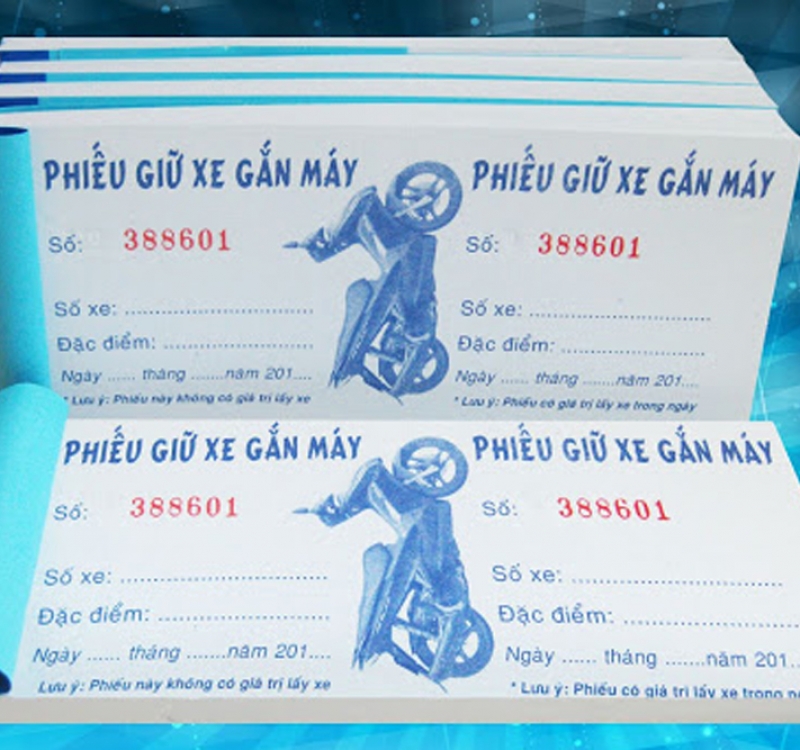 PHIẾU GIỮ XE GẮN MÁY
Số: 388601
Số xe: ..............................
Đặc điểm: ........................
Ngày ...... tháng .......năm 201....
* Lưu ý: Phiếu này không có giá trị lấy xe
PHIẾU GIỮ XE GẮN MÁY
Số: 388601
Số xe: ..............................
Đặc điểm: ........................
Ngày ...... tháng .......năm 201....
* Lưu ý: Phiếu có giá trị lấy xe trong ngày
PHIẾU GIỮ XE GẮN MÁY
Số: 388601
Số xe: ..............................
Đặc điểm: ........................
Ngày ...... tháng .......năm 201....
Lưu ý: Phiếu này không có giá trị lấy xe
PHIẾU GIỮ XE GẮN MÁY
Số: 388601
Số xe: ..............................
Đặc điểm: ........................
Ngày ...... tháng .......năm 201..
* Lưu ý: Phiếu có giá trị lấy xe trong